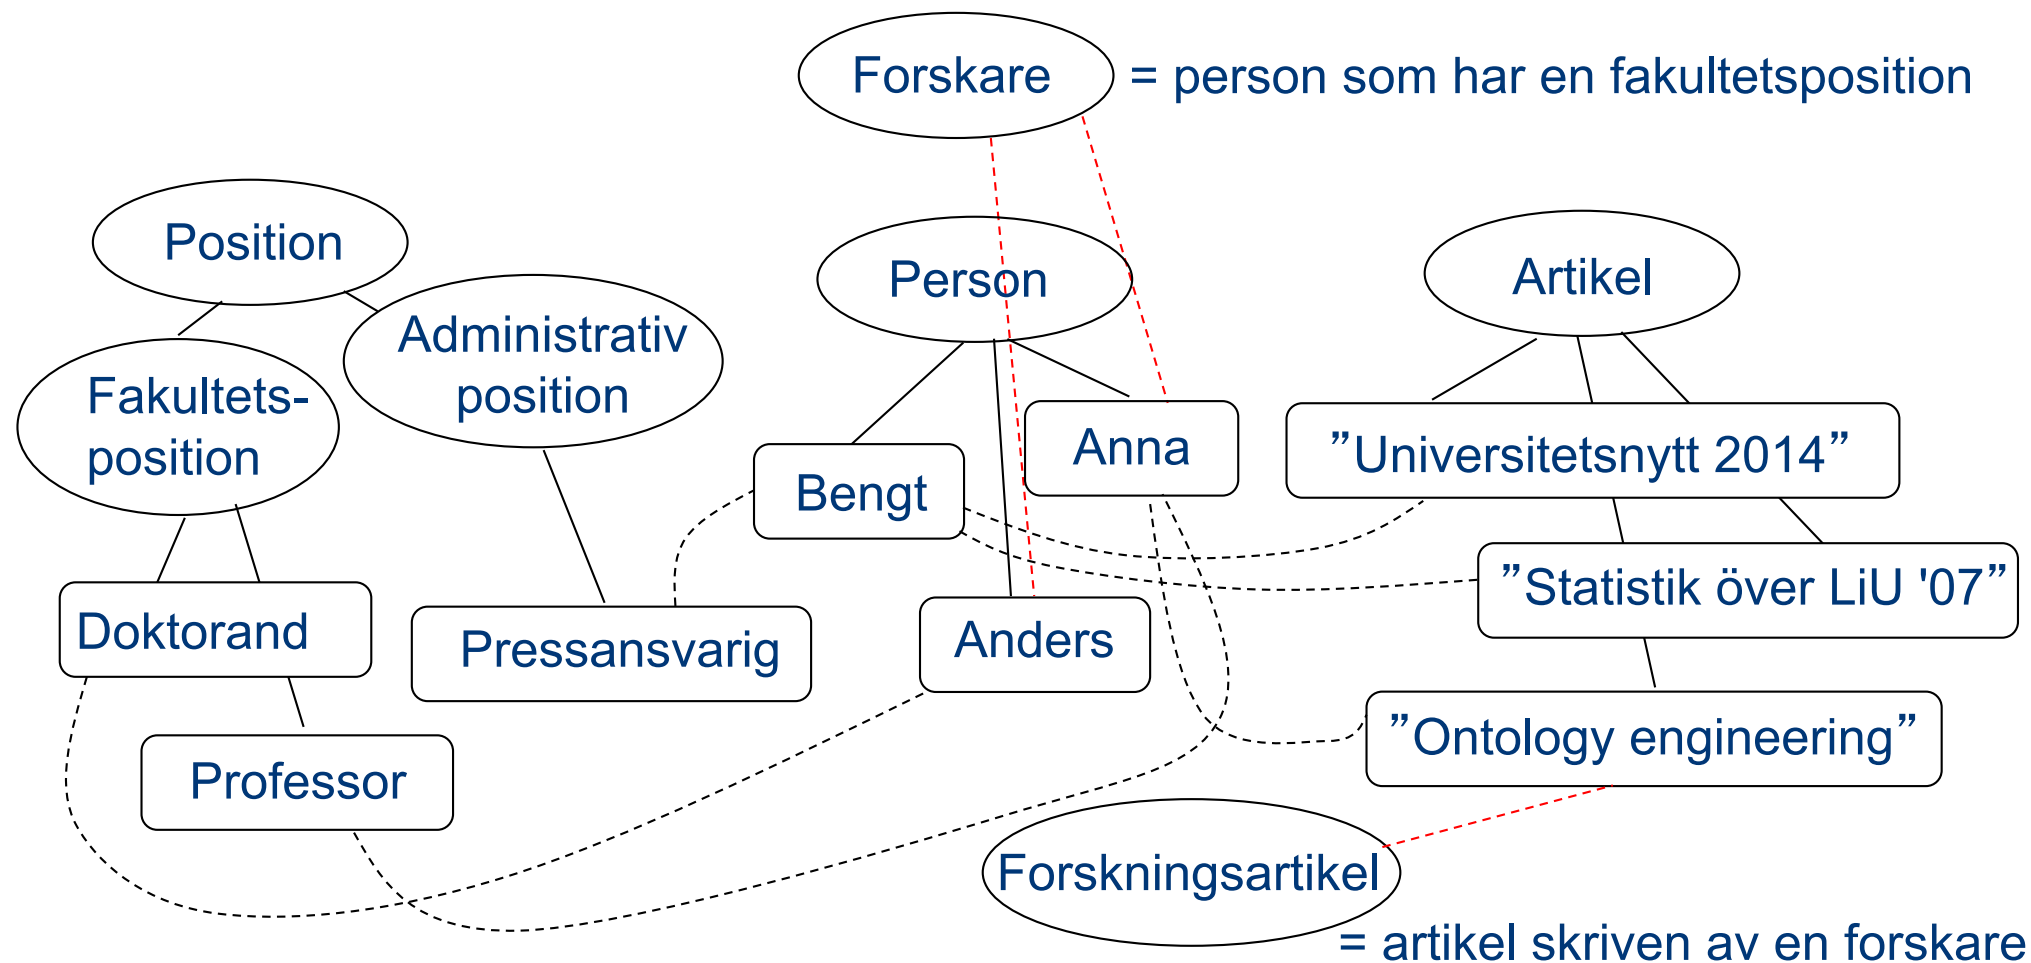 Forskare
= person som har en fakultetsposition
Position
Person
Artikel
Administrativ
position
Fakultets-
position
Anna
”Universitetsnytt 2014”
Bengt
”Statistik över LiU '07”
Doktorand
Pressansvarig
Anders
”Ontology engineering”
Professor
Forskningsartikel
= artikel skriven av en forskare